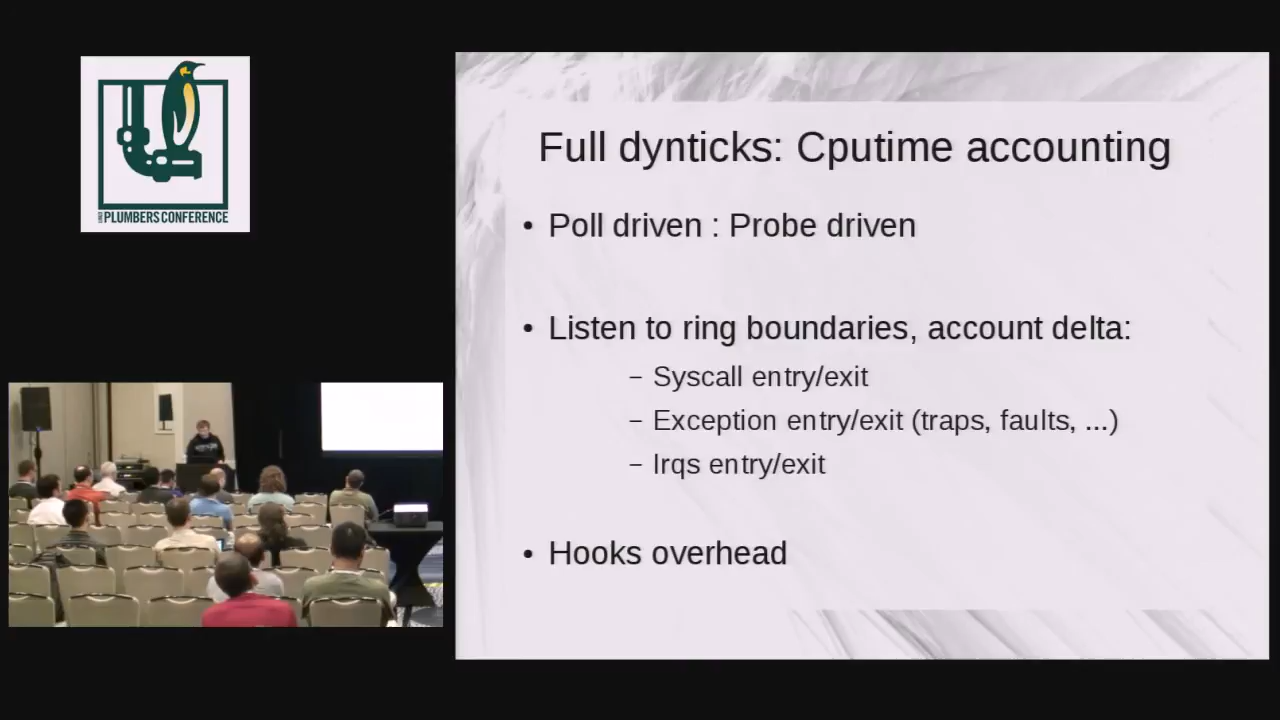 LINUX PLUMBERS CONFERENCE
Full dynticks: Cputime accounting
• Poll driven : Probe driven
• Listen to ring boundaries, account delta:
– Syscall entry/exit
– Exception entry/exit (traps, faults, ...)
– Irqs entry/exit
• Hooks overhead